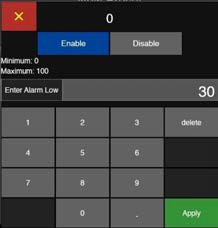 0
Enable Disable
Minimum: 0
Maximum: 100
Enter Alarm Low 30
1 2 3 delete
4 5 6
7 8 9
0 . Apply